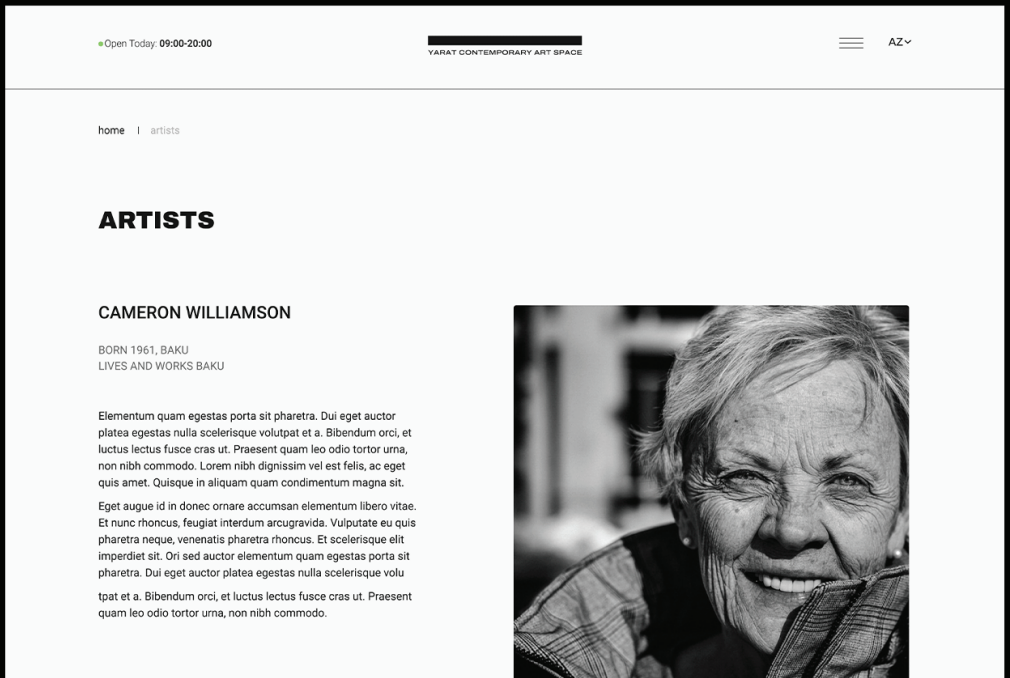 Open Today: 09:00-20:00
YARAT CONTEMPORARY ART SPACE
AZ
home | artists
ARTISTS
CAMERON WILLIAMSON
BORN 1961, BAKU
LIVES AND WORKS BAKU
Elementum quam egestas porta sit pharetra. Dui eget auctor
platea egestas nulla scelerisque volutpat et a. Bibendum orci, et
luctus lectus fusce cras ut. Praesent quam leo odio tortor urna,
non nibh commodo. Lorem nibh dignissim vel est felis, ac eget
quis amet. Quisque in aliquam quam condimentum magna sit.
Eget augue id in donec ornare accumsan elementum libero vitae.
Et nunc rhoncus, feugiat interdum arcugravida. Vulputate eu quis
pharetra neque, venenatis pharetra rhoncus. Et scelerisque elit
imperdiet sit. Ori sed auctor elementum quam egestas porta sit
pharetra. Dui eget auctor platea egestas nulla scelerisque volu
tpat et a. Bibendum orci, et luctus lectus fusce cras ut. Praesent
quam leo odio tortor urna, non nibh commodo.